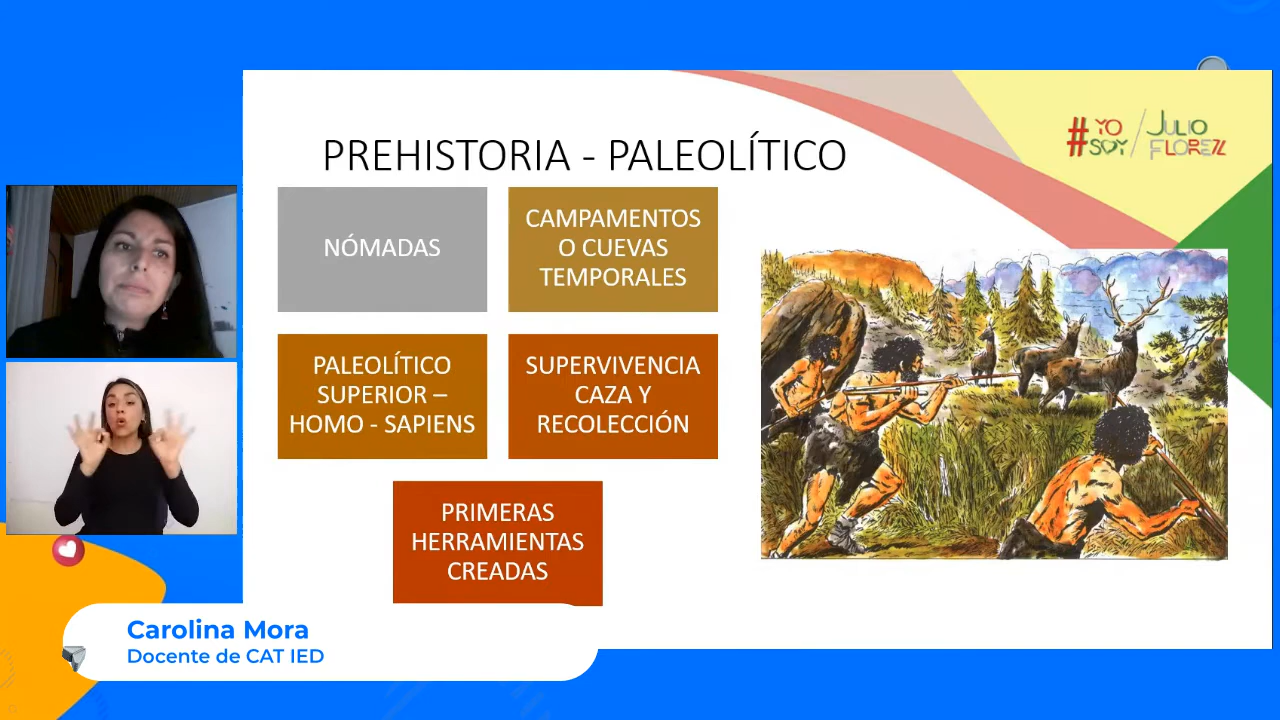 PREHISTORIA - PALEOLÍTICO
#YO SOY / JULIO FLOREZ
NÓMADAS
CAMPAMENTOS
O CUEVAS
TEMPORALES
PALEOLÍTICO
SUPERIOR –
HOMO - SAPIENS
SUPERVIVENCIA
CAZA Y
RECOLECCIÓN
PRIMERAS
HERRAMIENTAS
CREADAS
Carolina Mora
Docente de CAT IED